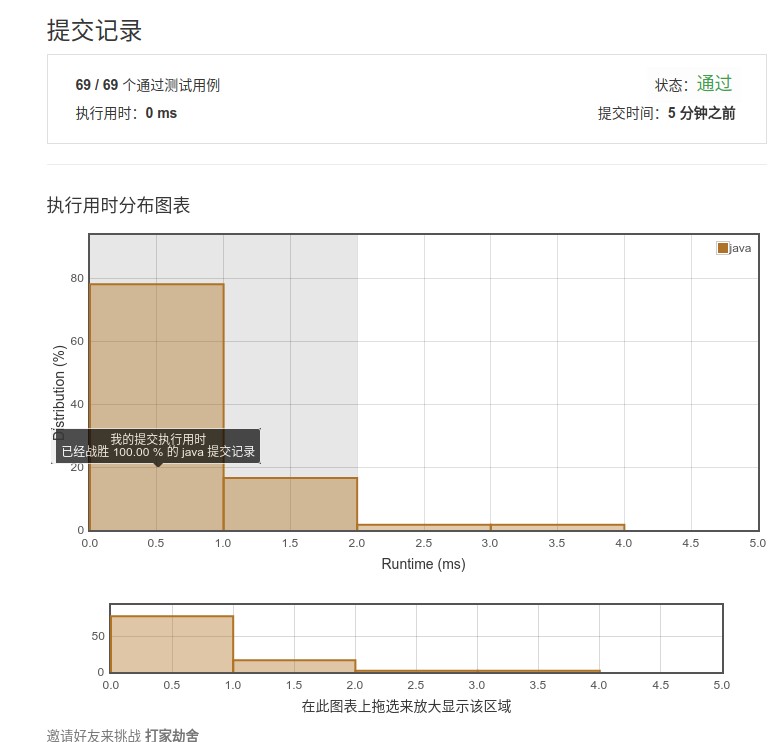 提交记录
69 / 69 个通过测试用例
状态：通过
执行用时：0 ms
提交时间：5 分钟之前
执行用时分布图表
java
80
60
40
20
0
Distribution (%)
我的提交执行用时
已经战胜 100.00 % 的 java 提交记录
0.0 0.5 1.0 1.5 2.0 2.5 3.0 3.5 4.0 4.5 5.0
Runtime (ms)
50
0
0.0 0.5 1.0 1.5 2.0 2.5 3.0 3.5 4.0 4.5 5.0
在此图表上拖选来放大显示该区域
邀请好友来挑战 打家劫舍